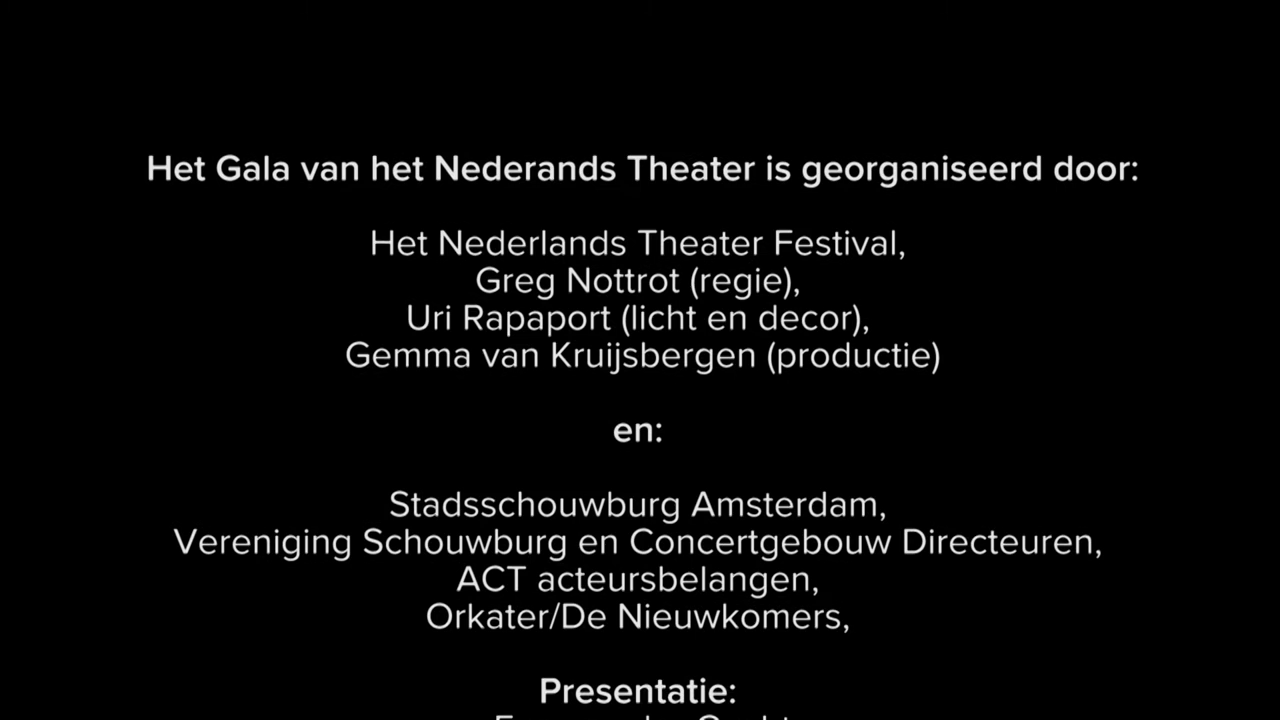 Het Gala van het Nederands Theater is georganiseerd door:
Het Nederlands Theater Festival,
Greg Nottrot (regie),
Uri Rapaport (licht en decor),
Gemma van Kruijsbergen (productie)
en:
Stadsschouwburg Amsterdam,
Vereniging Schouwburg en Concertgebouw Directeuren,
ACT acteursbelangen,
Orkater/De Nieuwkomers,
Presentatie: